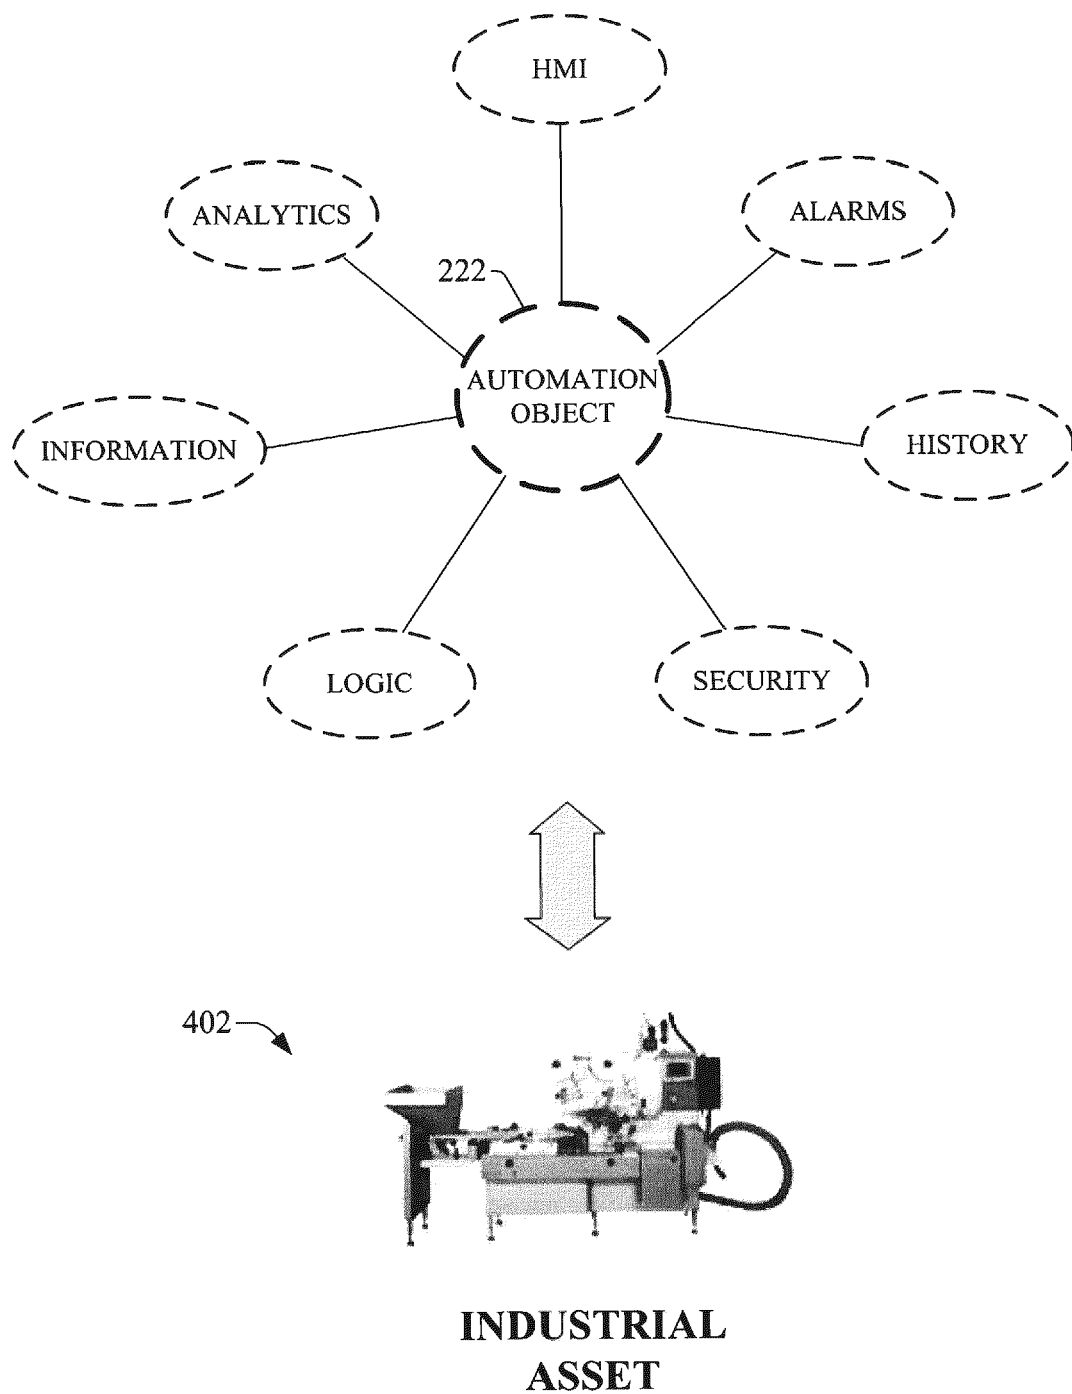 HMI
ANALYTICS
ALARMS
222
AUTOMATION
OBJECT
INFORMATION
HISTORY
LOGIC
SECURITY
402
INDUSTRIAL
ASSET